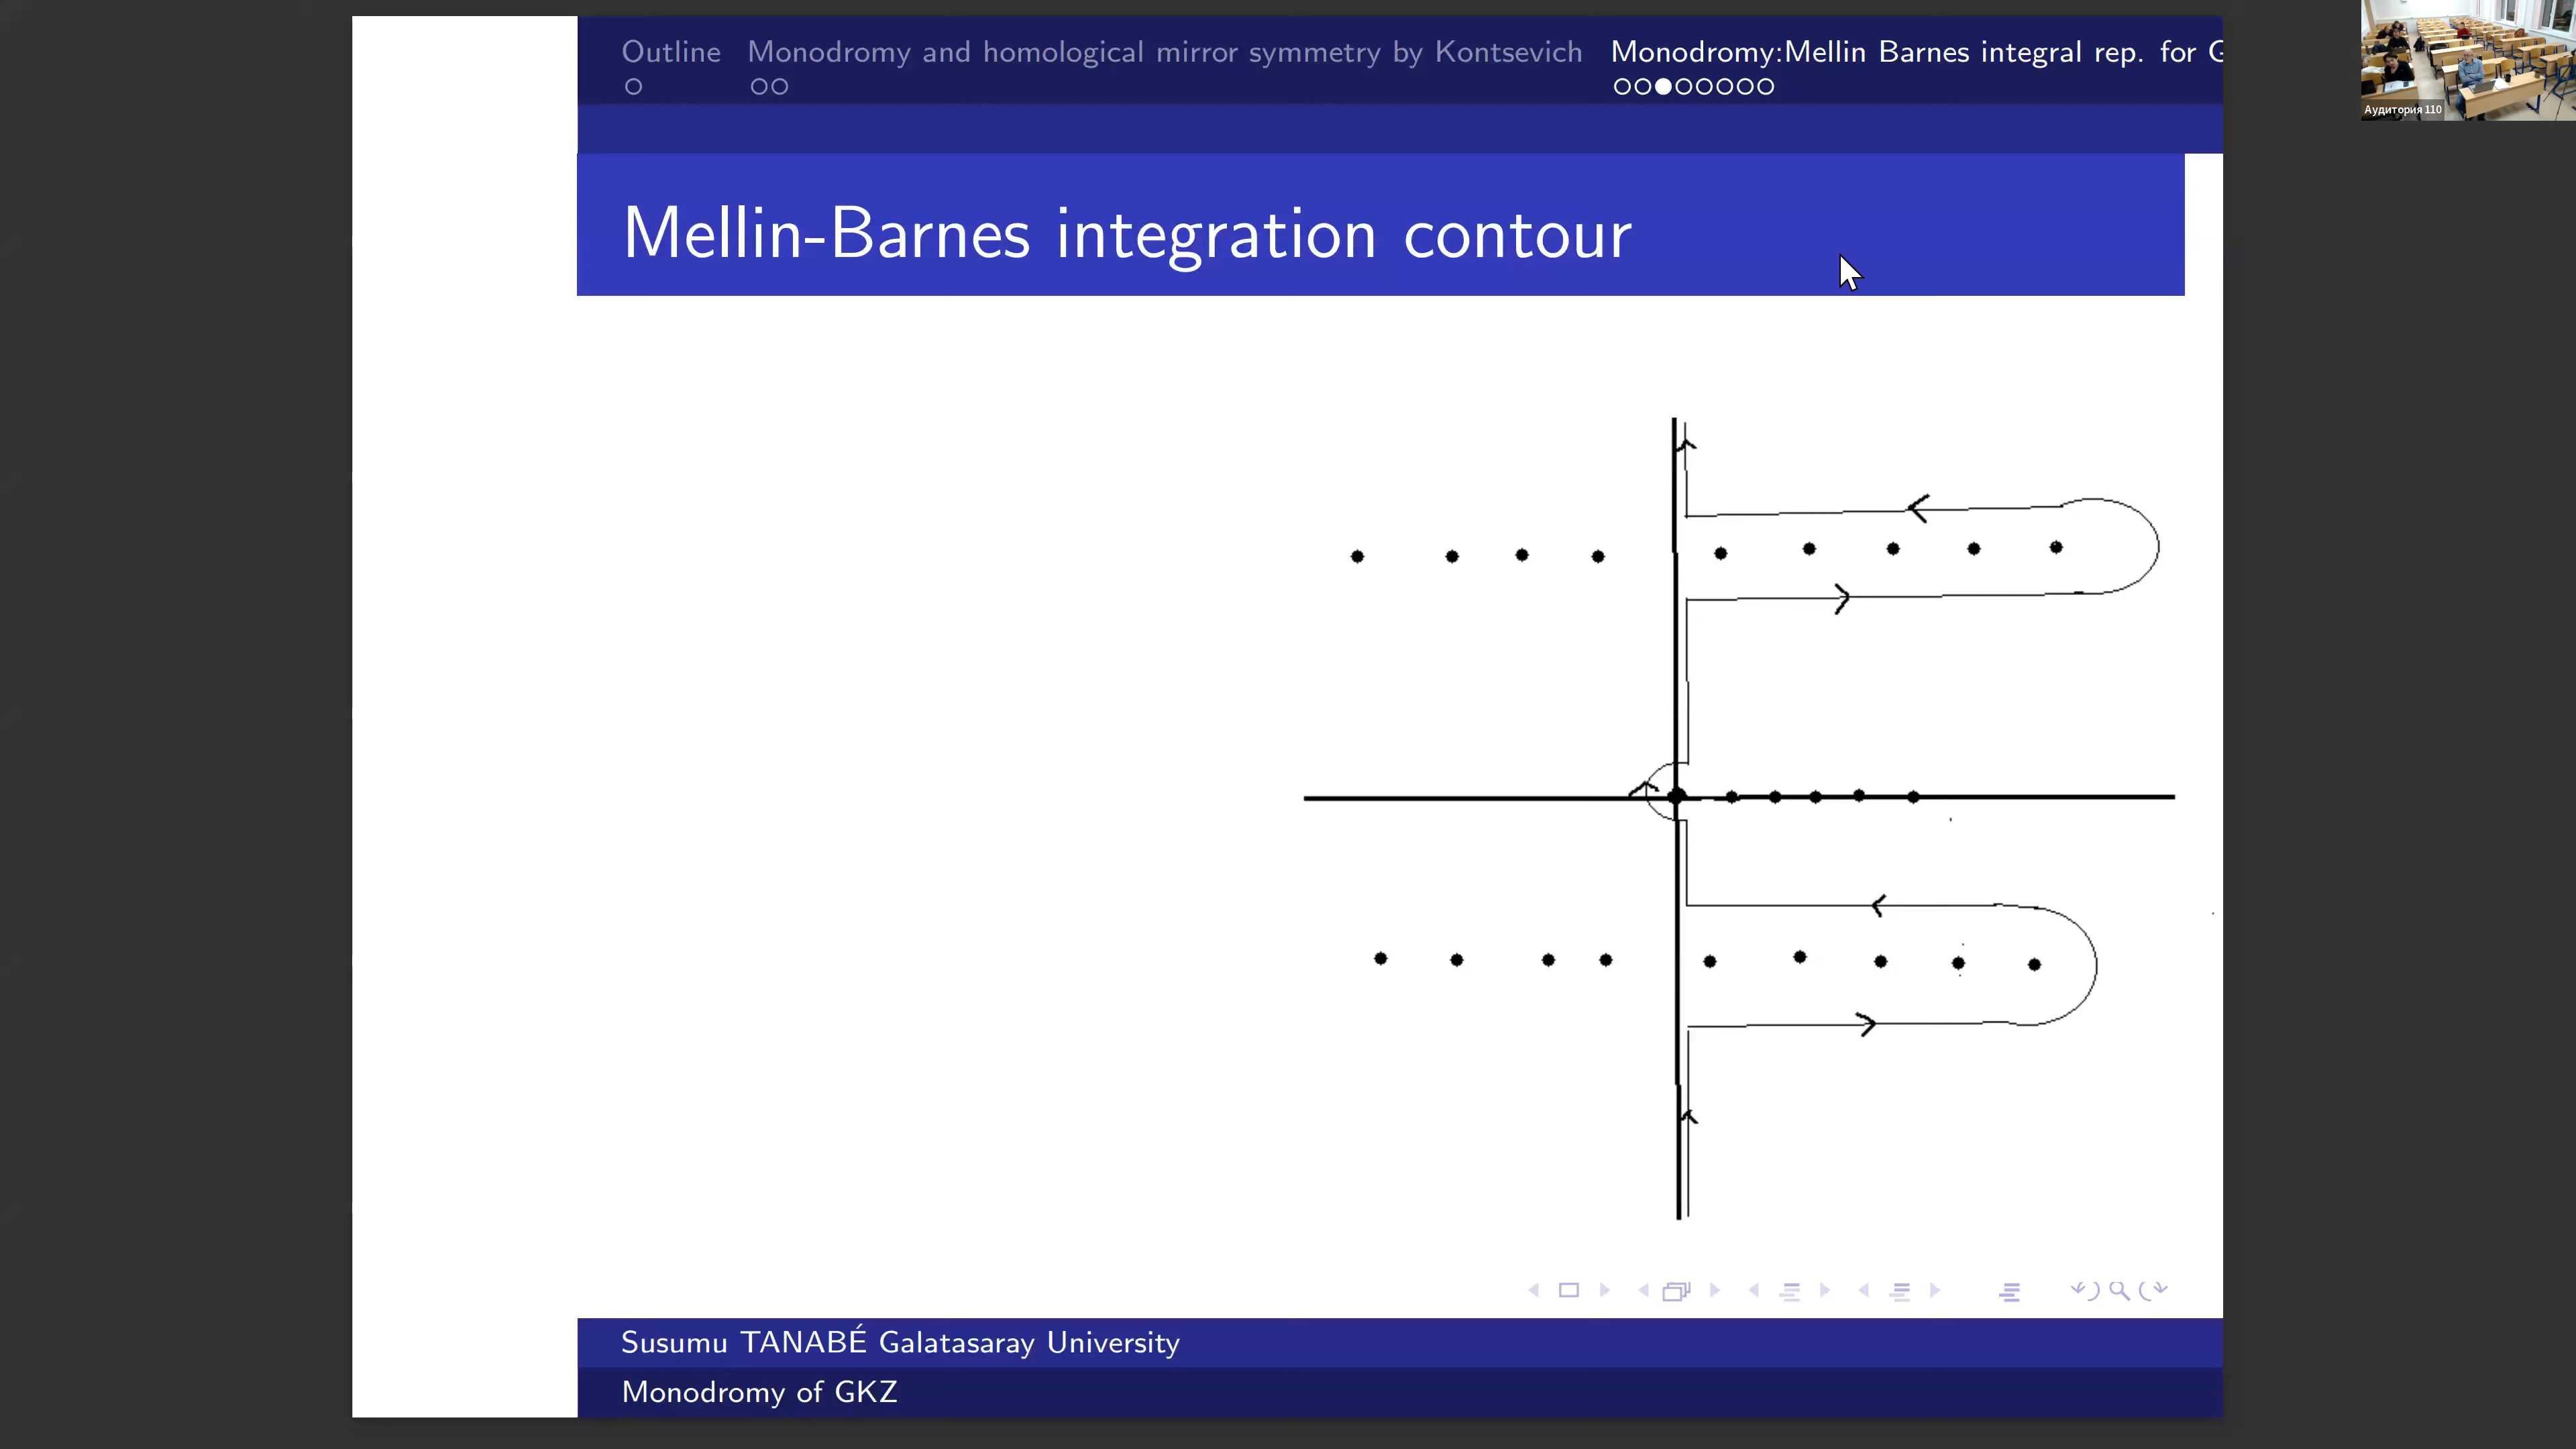 Outline Monodromy and homological mirror symmetry by Kontsevich Monodromy:Mellin Barnes integral rep. for G
Аудитория 110
Mellin-Barnes integration contour
Susumu TANABÉ Galatasaray University
Monodromy of GKZ